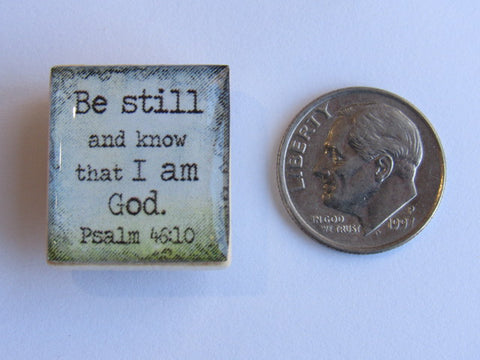 Be still
and know
that I am
God.
Psalm 46:10
LIBERTY
IN GOD
WE TRUST
P
1997